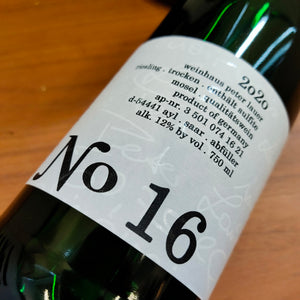 2020
weinhaus peter lauer
riesling . trocken . enthält sulfite
mosel . qualitätswein
product of germany
ap-nr. 3 501 074 16 21
d-54441 ayl . saar . abfüller
alk. 12% by vol . 750 ml
No 16